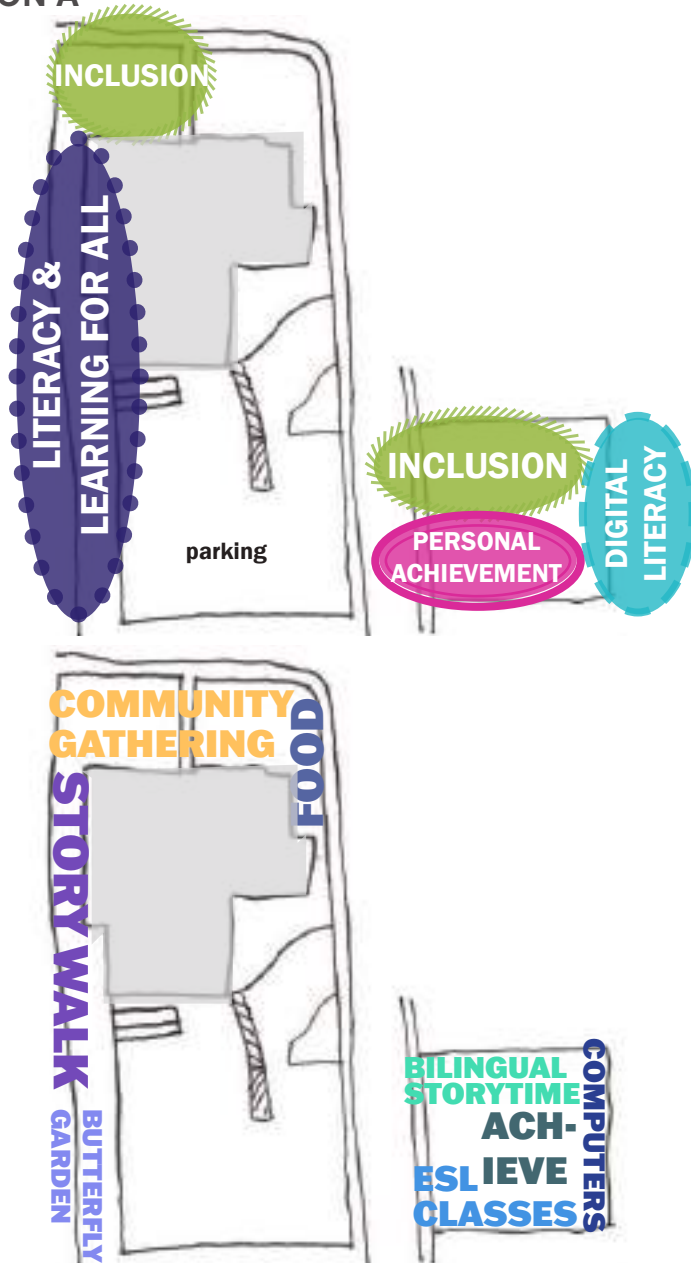 ON A
INCLUSION
LITERACY &
LEARNING FOR ALL
parking
INCLUSION
PERSONAL
ACHIEVEMENT
DIGITAL
LITERACY
COMMUNITY
GATHERING
FOOD
STORY WALK
BUTTERFLY
GARDEN
BILINGUAL
STORYTIME
ACH-
IEVE
ESL
CLASSES
COMPUTERS